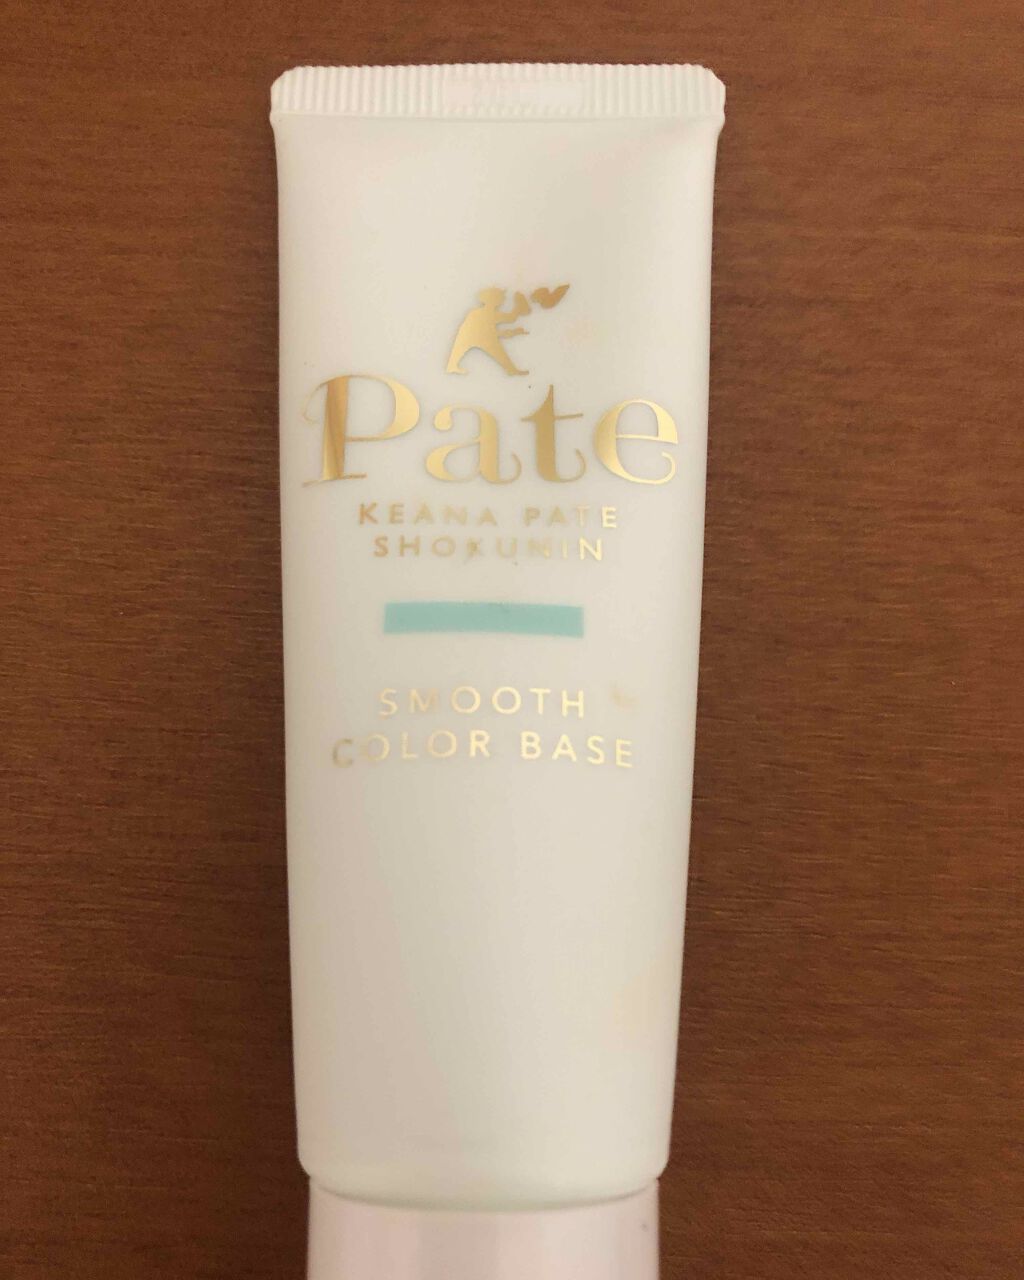 Pate
KEANA PATE
SHOKUNIN
SMOOTH
COLOR BASE